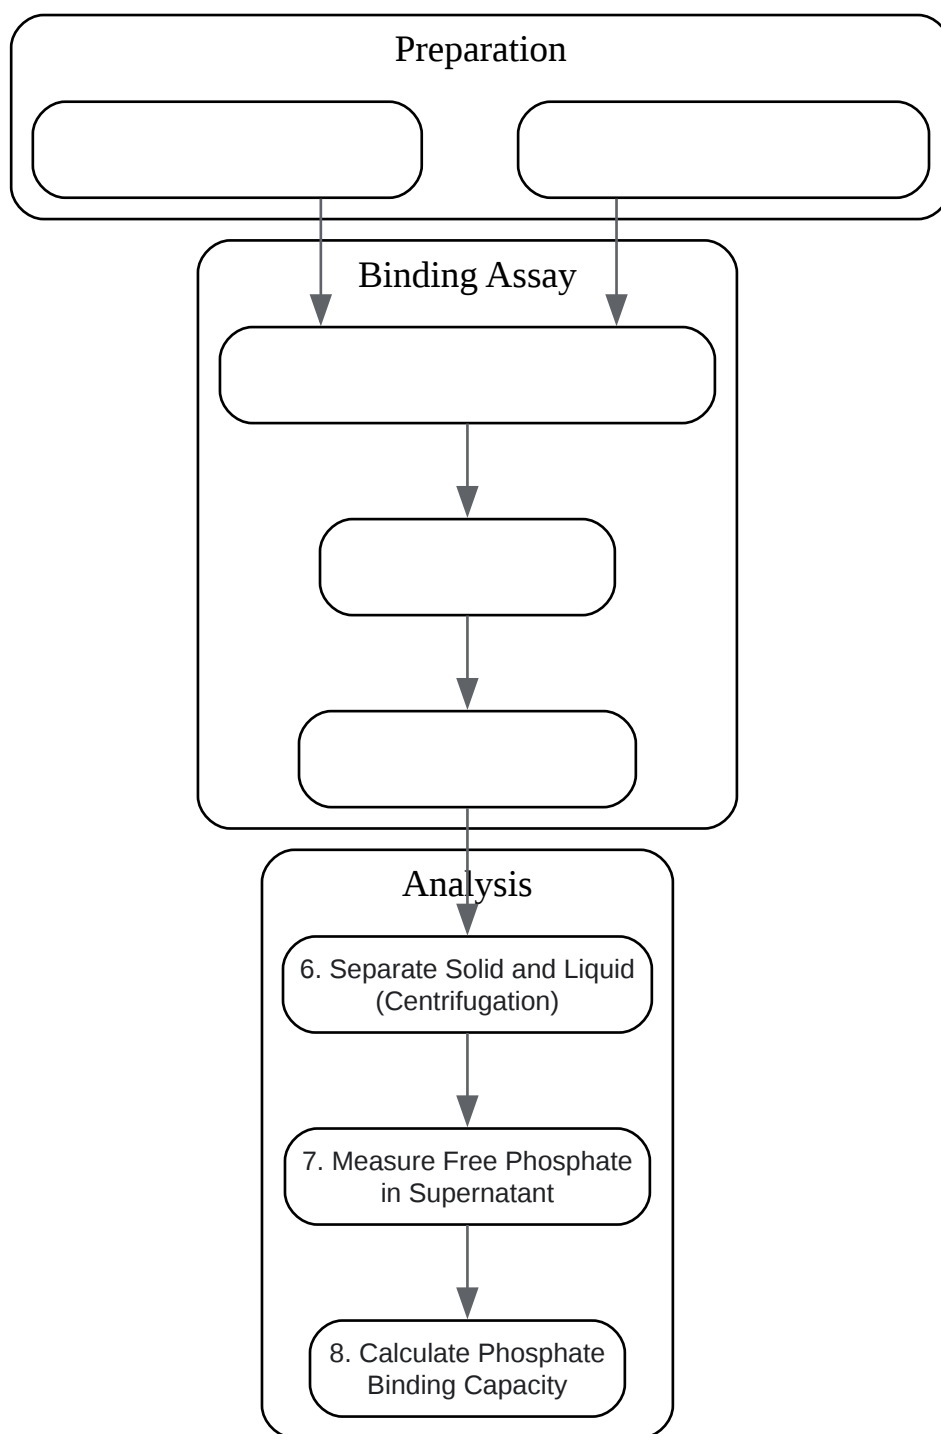 Preparation
Binding Assay
Analysis
6. Separate Solid and Liquid
(Centrifugation)
7. Measure Free Phosphate
in Supernatant
8. Calculate Phosphate
Binding Capacity